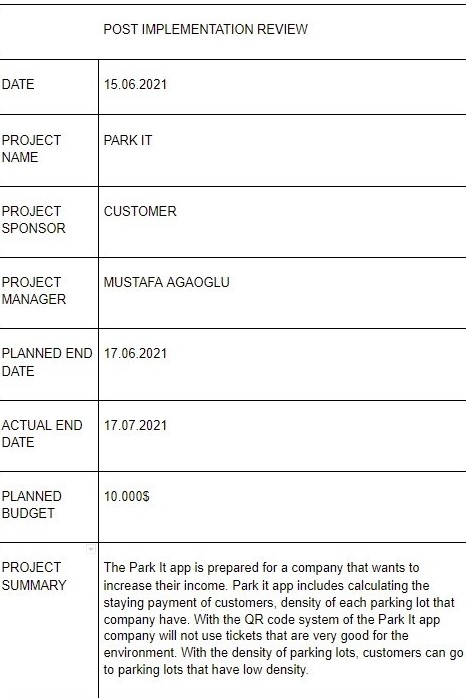 POST IMPLEMENTATION REVIEW
DATE
15.06.2021
PROJECT
NAME
PARK IT
PROJECT
SPONSOR
CUSTOMER
PROJECT
MANAGER
MUSTAFA AGAOGLU
PLANNED END
DATE
17.06.2021
ACTUAL END
DATE
17.07.2021
PLANNED
BUDGET
10.000$
PROJECT
SUMMARY
The Park It app is prepared for a company that wants to
increase their income. Park it app includes calculating the
staying payment of customers, density of each parking lot that
company have. With the QR code system of the Park It app
company will not use tickets that are very good for the
environment. With the density of parking lots, customers can go
to parking lots that have low density.